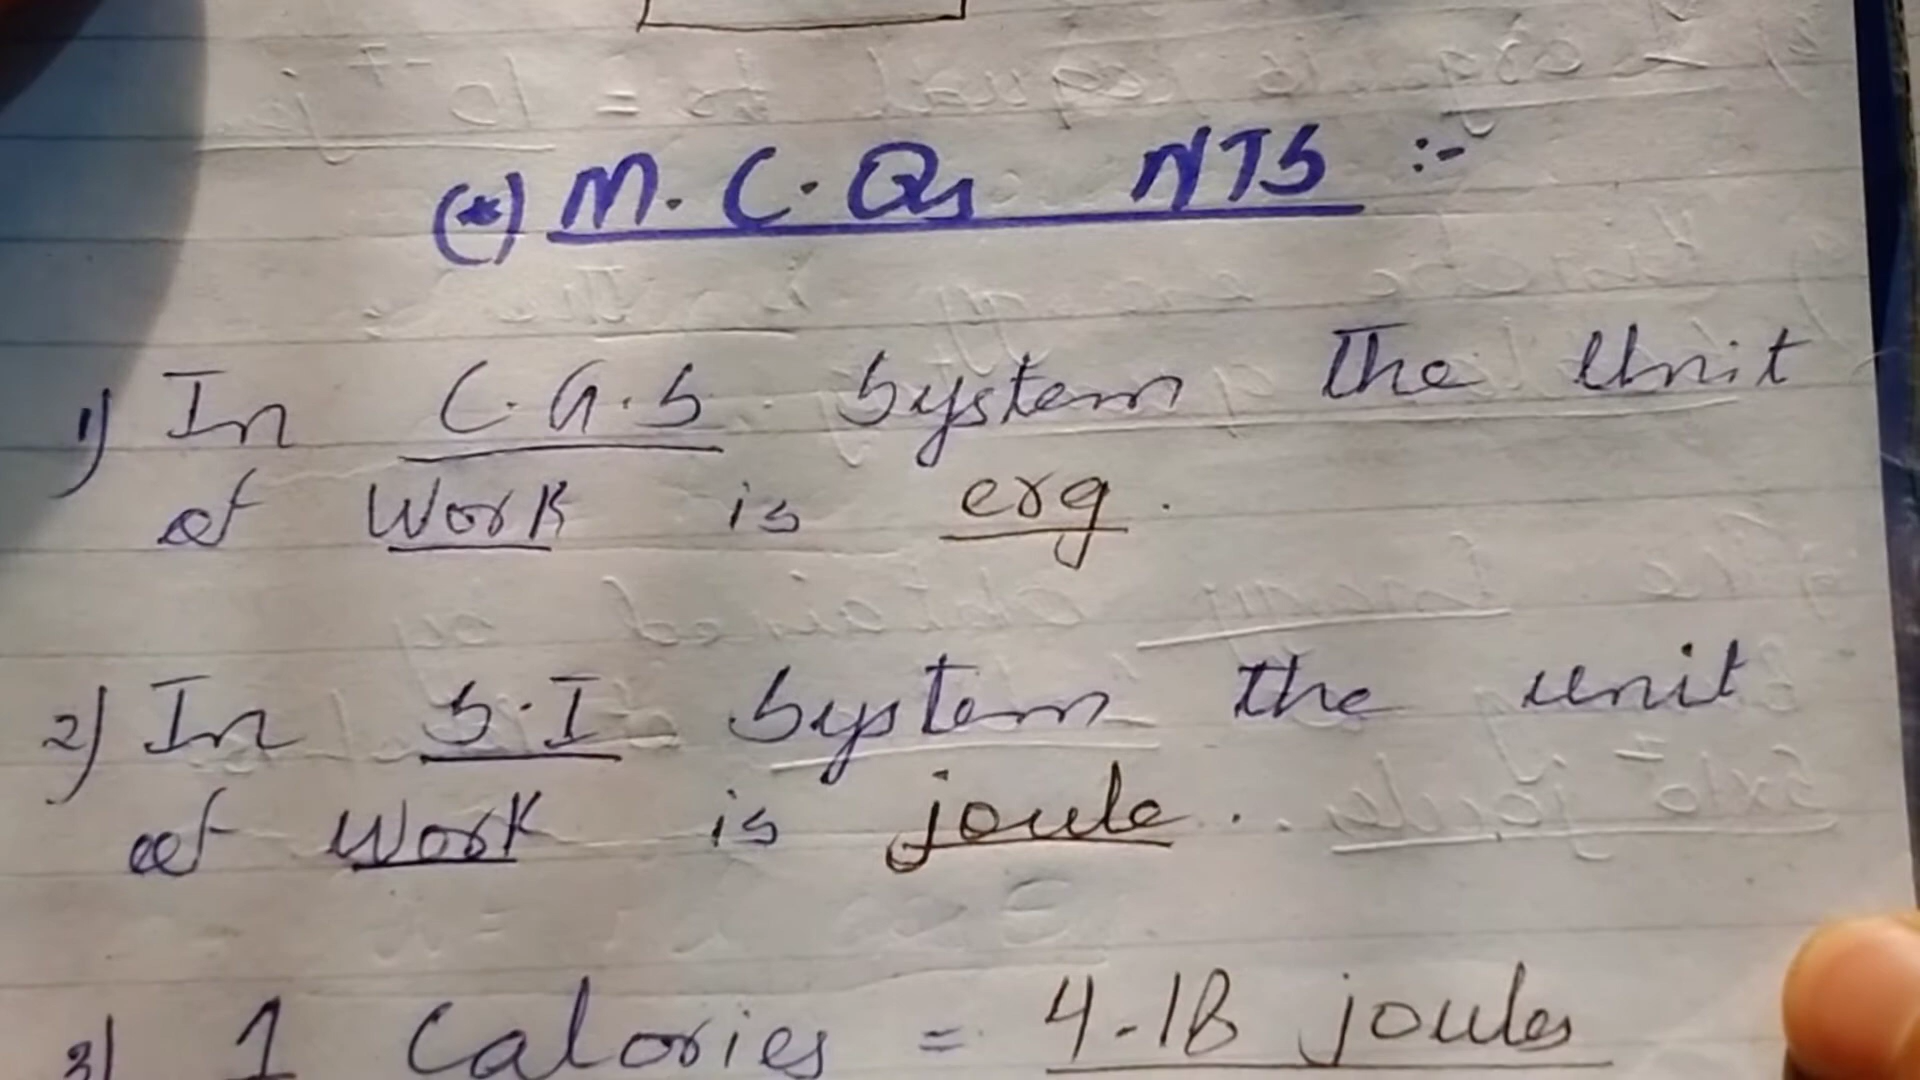 (*) M.C.Qs NTS :-
1) In C.G.S. System the Unit
of Work is erg.
2) In S.I System the unit
of Work is joule.
3) 1 Calories = 4.18 joules